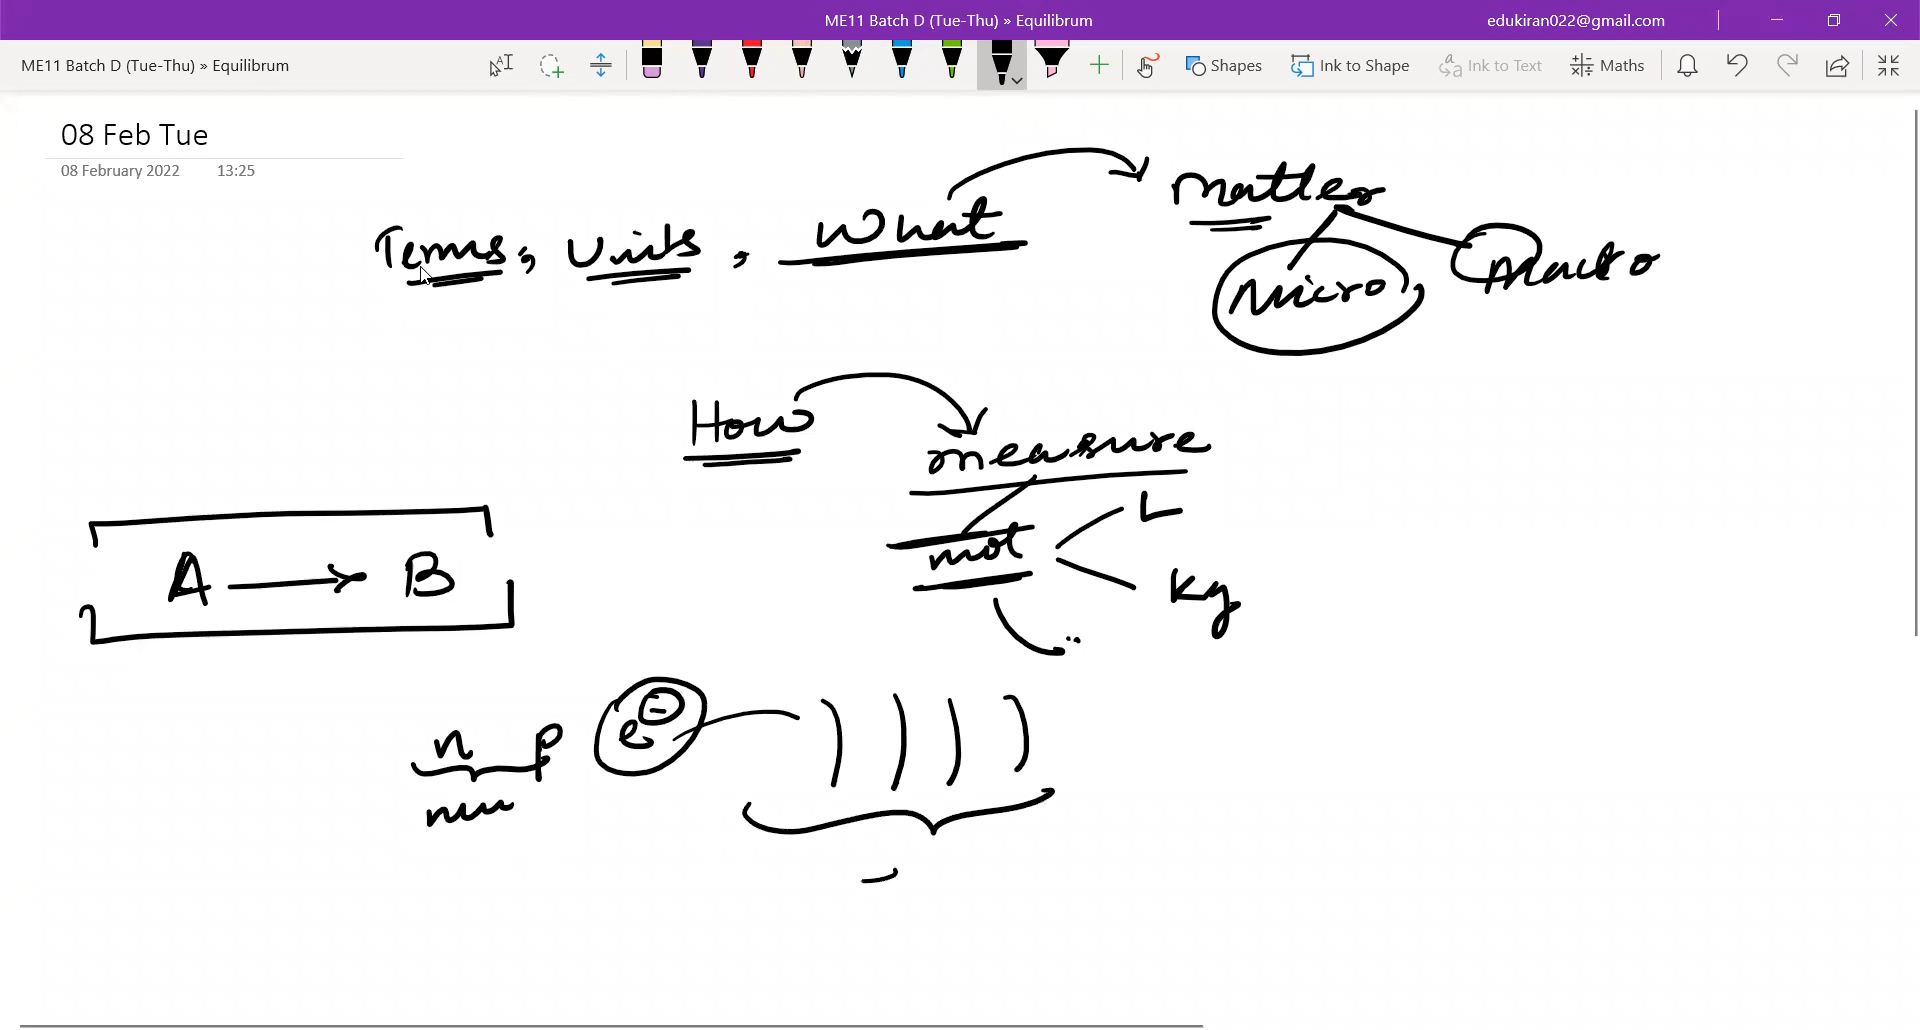 ME11 Batch D (Tue-Thu) » Equilibrum
edukiran022@gmail.com
ME11 Batch D (Tue-Thu) » Equilibrum
Shapes
Ink to Shape
Ink to Text
Maths
08 Feb Tue
08 February 2022 13:25
Terms, Units, What
Matter
Micro, Macro
How
measure
mol
L
Kg
A → B
n p e⊖ ) ) ) )